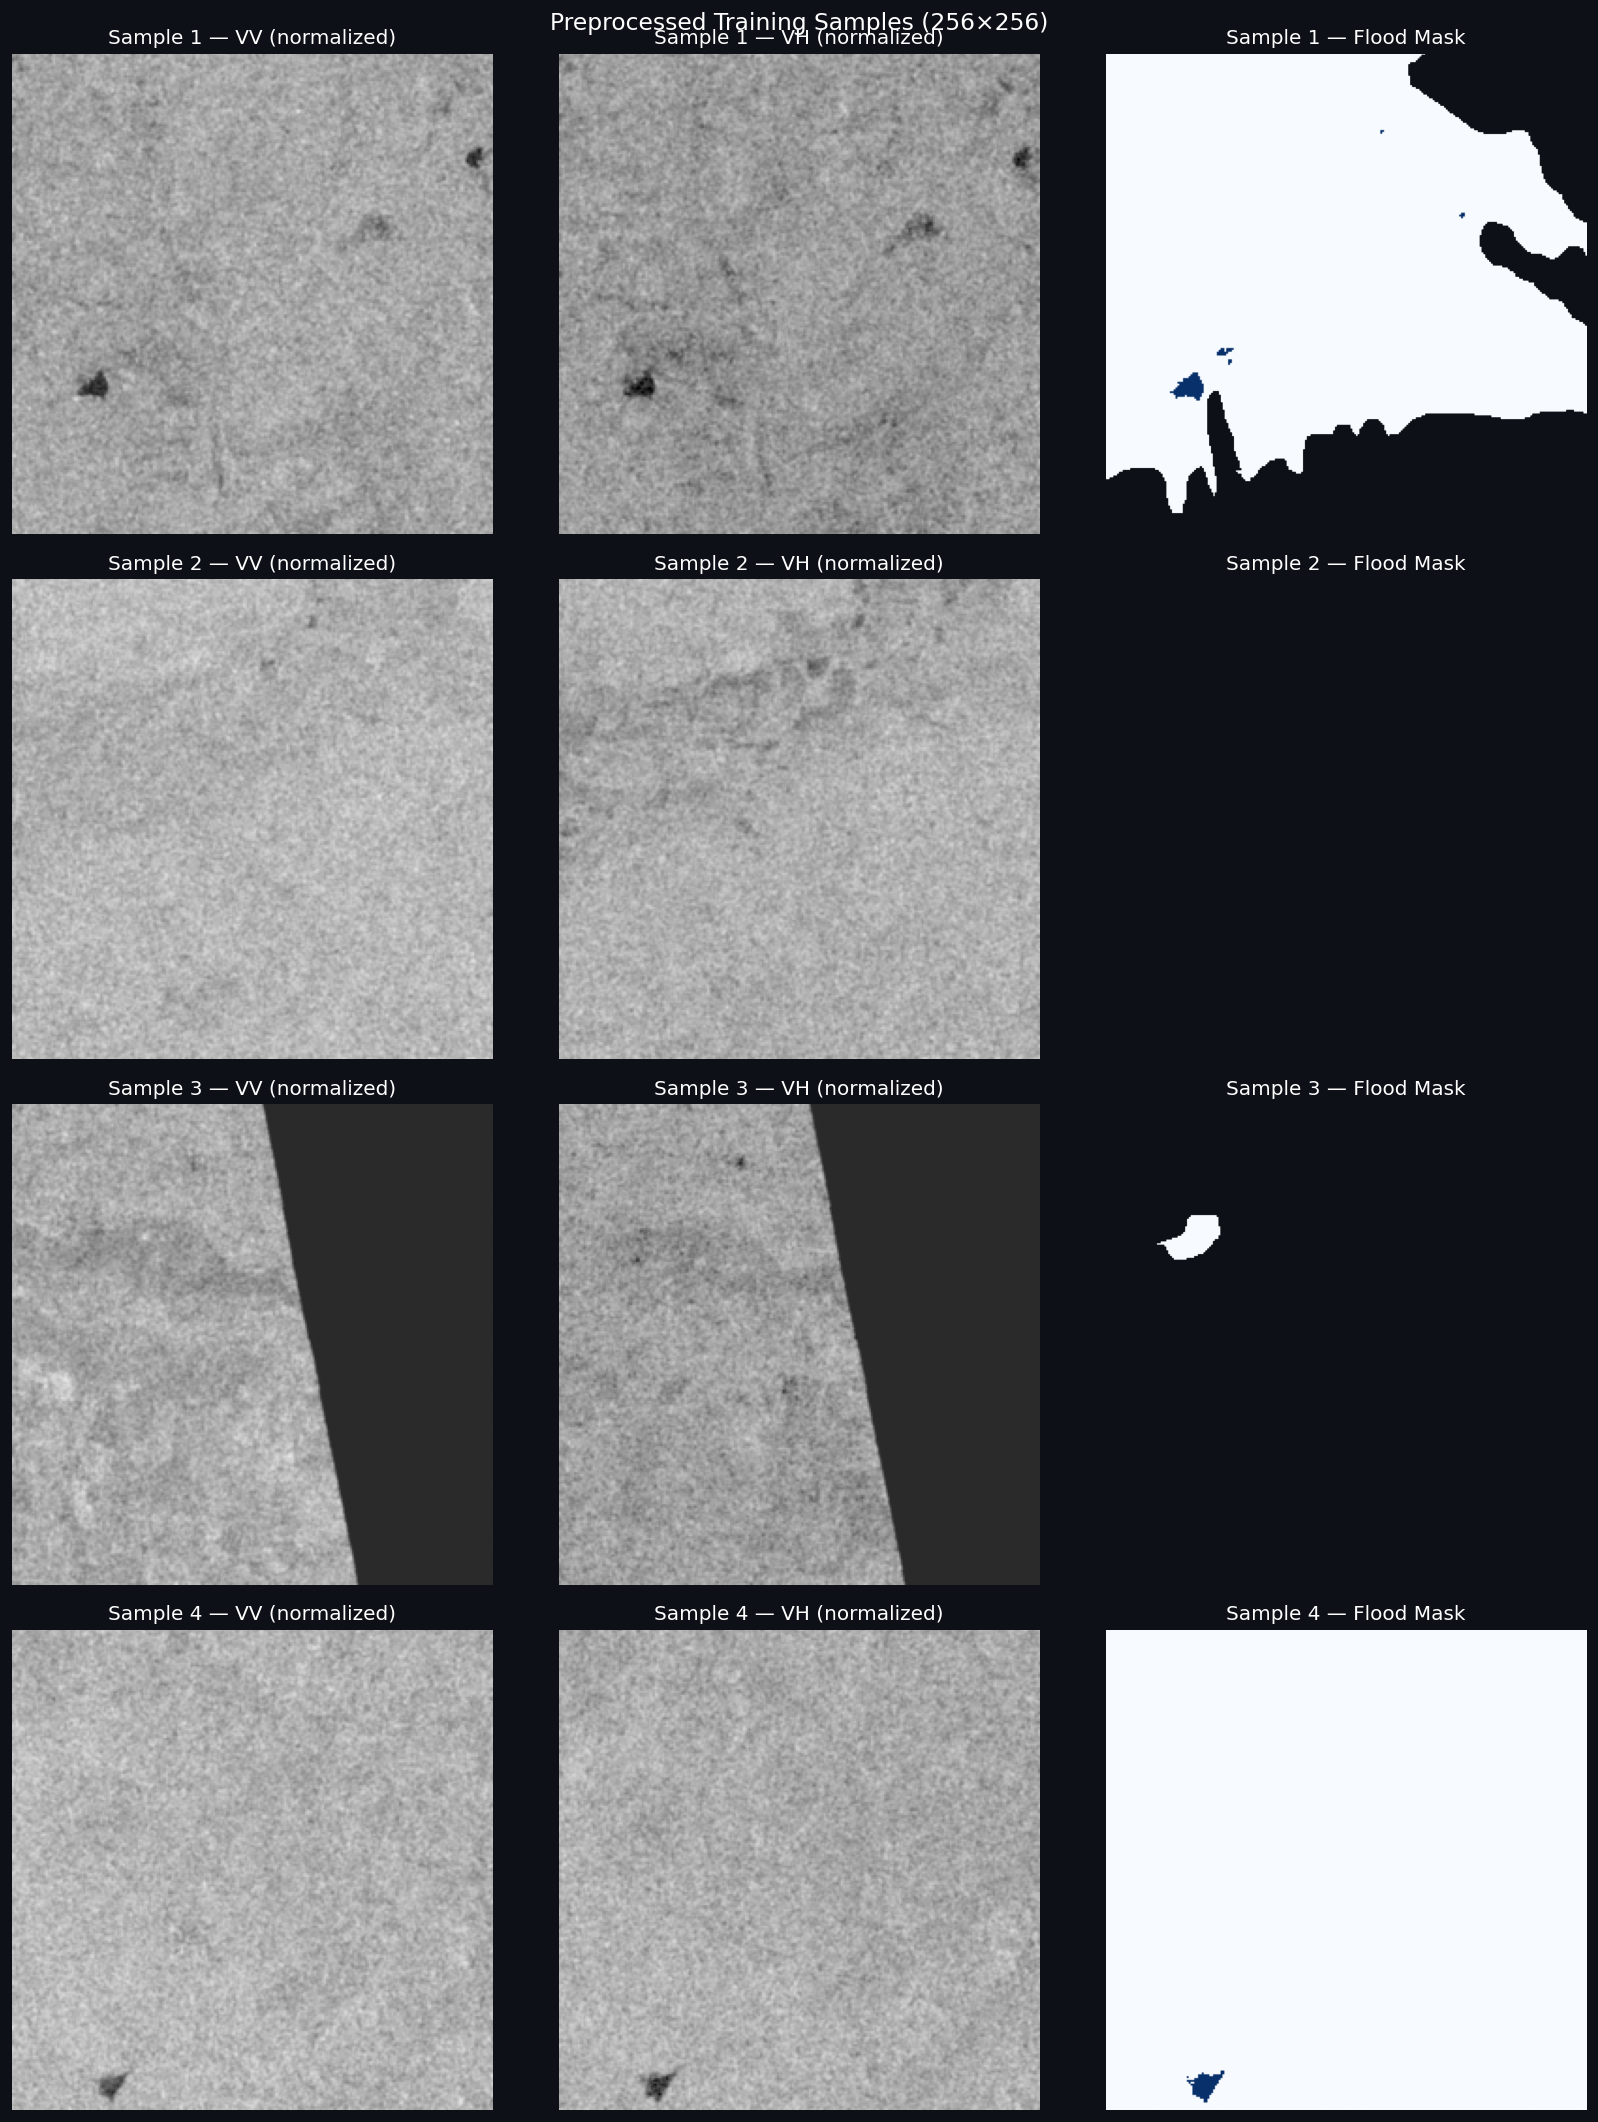 Preprocessed Training Samples (256×256)
Sample 1 — VV (normalized)
Sample 1 — VH (normalized)
Sample 1 — Flood Mask
Sample 2 — VV (normalized)
Sample 2 — VH (normalized)
Sample 2 — Flood Mask
Sample 3 — VV (normalized)
Sample 3 — VH (normalized)
Sample 3 — Flood Mask
Sample 4 — VV (normalized)
Sample 4 — VH (normalized)
Sample 4 — Flood Mask